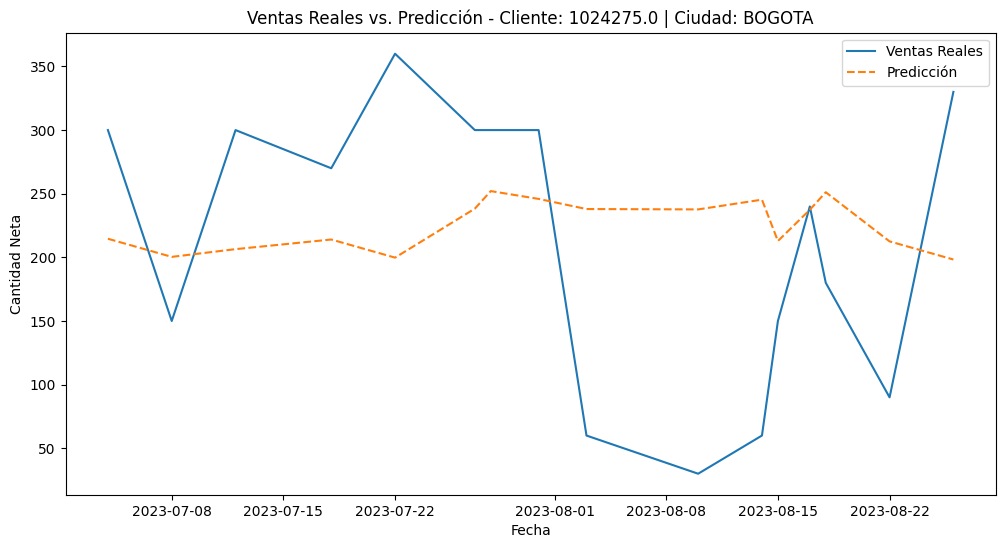 Ventas Reales vs. Predicción - Cliente: 1024275.0 | Ciudad: BOGOTA
Ventas Reales
Predicción
350
300
250
200
150
100
50
Cantidad Neta
2023-07-08
2023-07-15
2023-07-22
2023-08-01
2023-08-08
2023-08-15
2023-08-22
Fecha